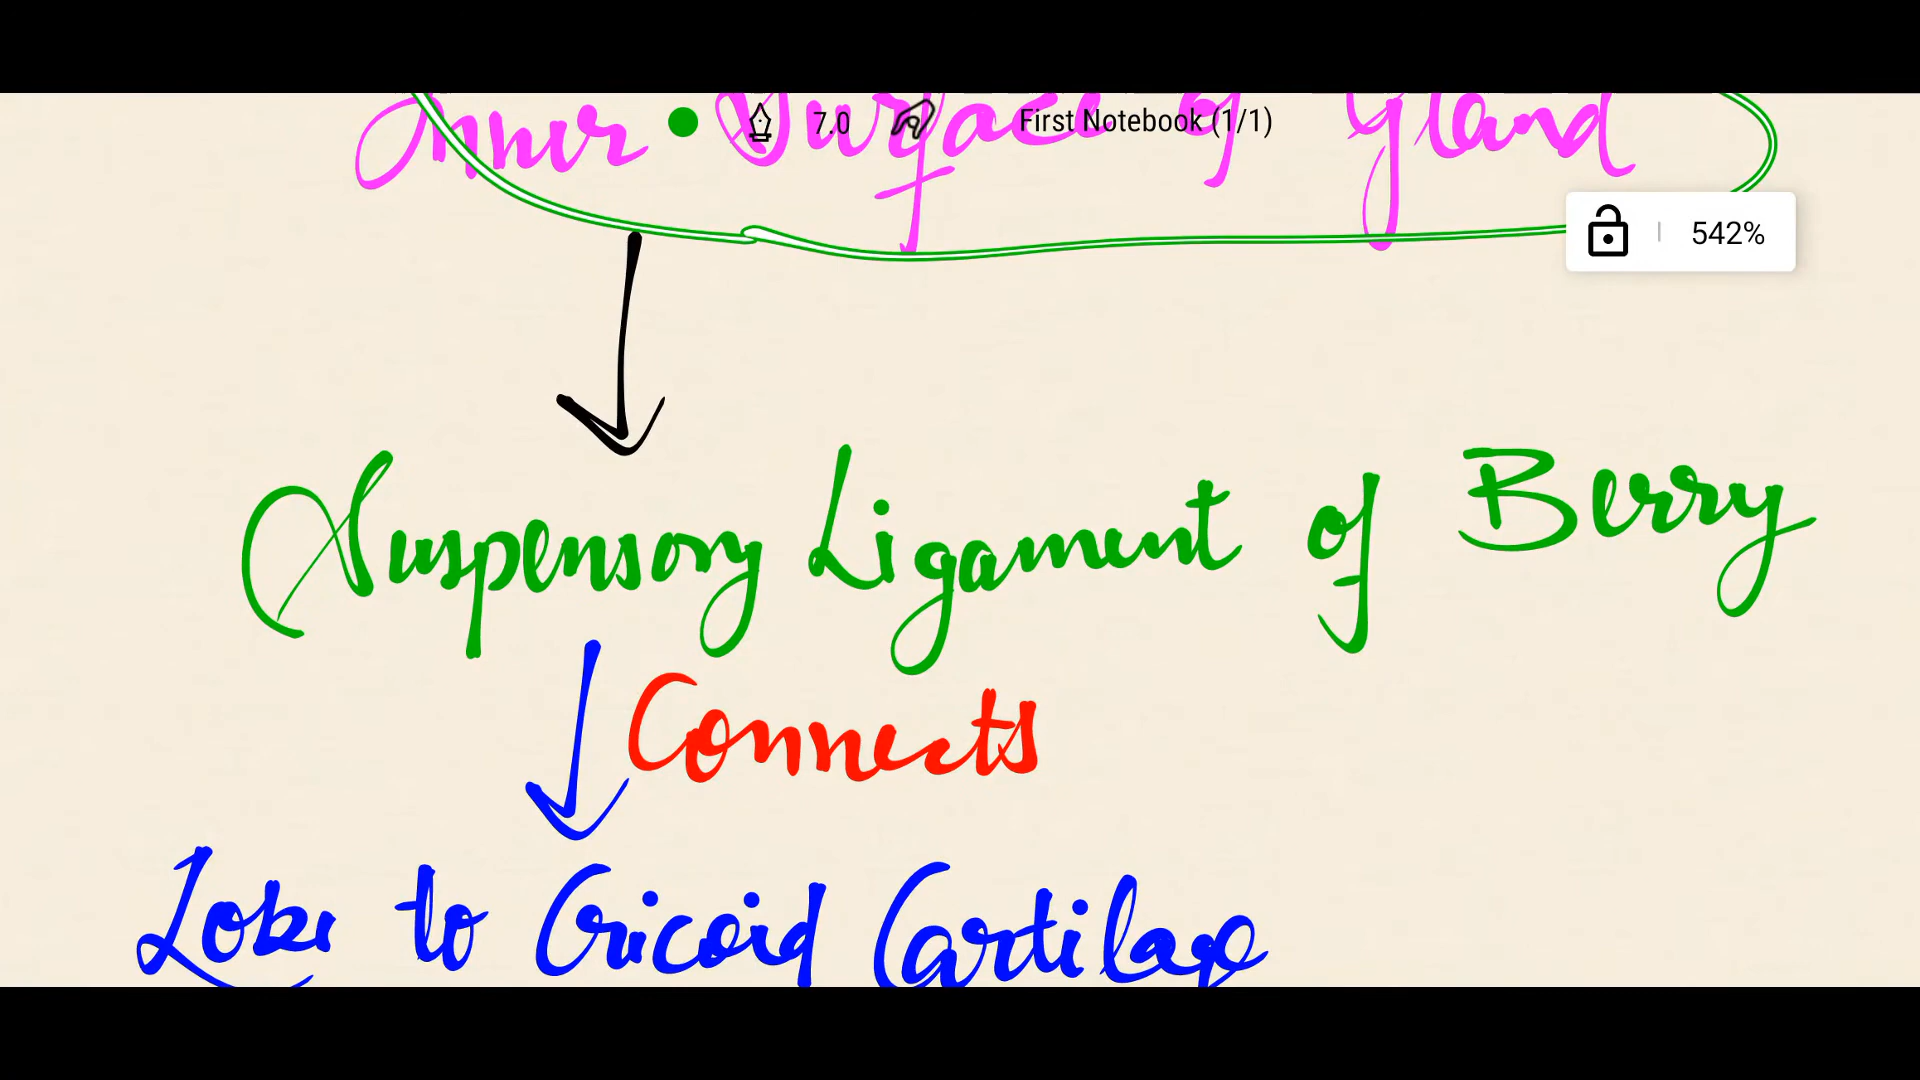 Inner Surface of Gland
7.0 First Notebook (1/1)
542%
Suspensory Ligament of Berry
Connects
Lobe to Cricoid Cartilage